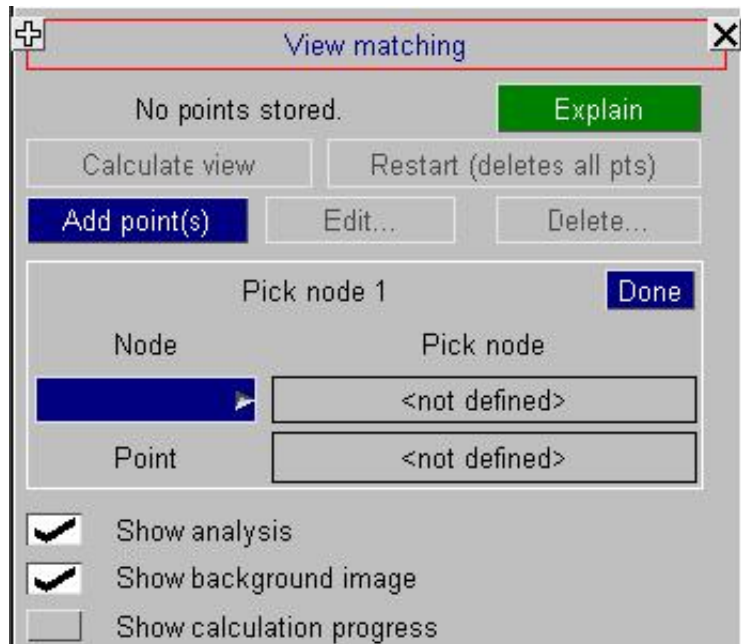 View matching
No points stored. Explain
Calculate view Restart (deletes all pts)
Add point(s) Edit... Delete...
Pick node 1 Done
Node Pick node
<not defined>
Point <not defined>
Show analysis
Show background image
Show calculation progress